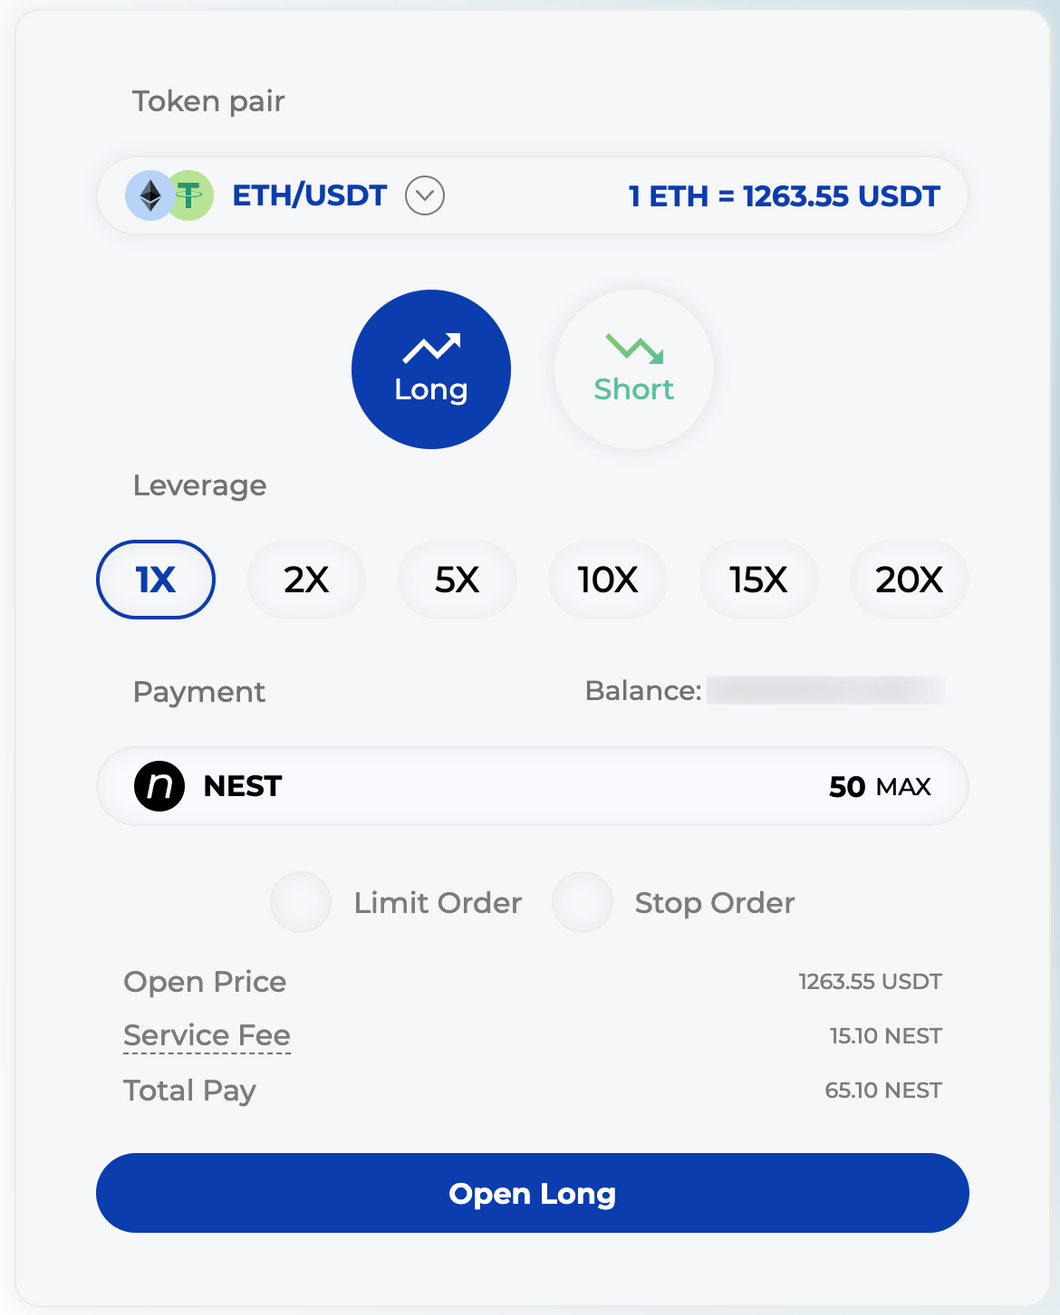 Token pair
ETH/USDT 1 ETH = 1263.55 USDT
Long Short
Leverage
1X 2X 5X 10X 15X 20X
Payment Balance:
n NEST 50 MAX
Limit Order Stop Order
Open Price 1263.55 USDT
Service Fee 15.10 NEST
Total Pay 65.10 NEST
Open Long